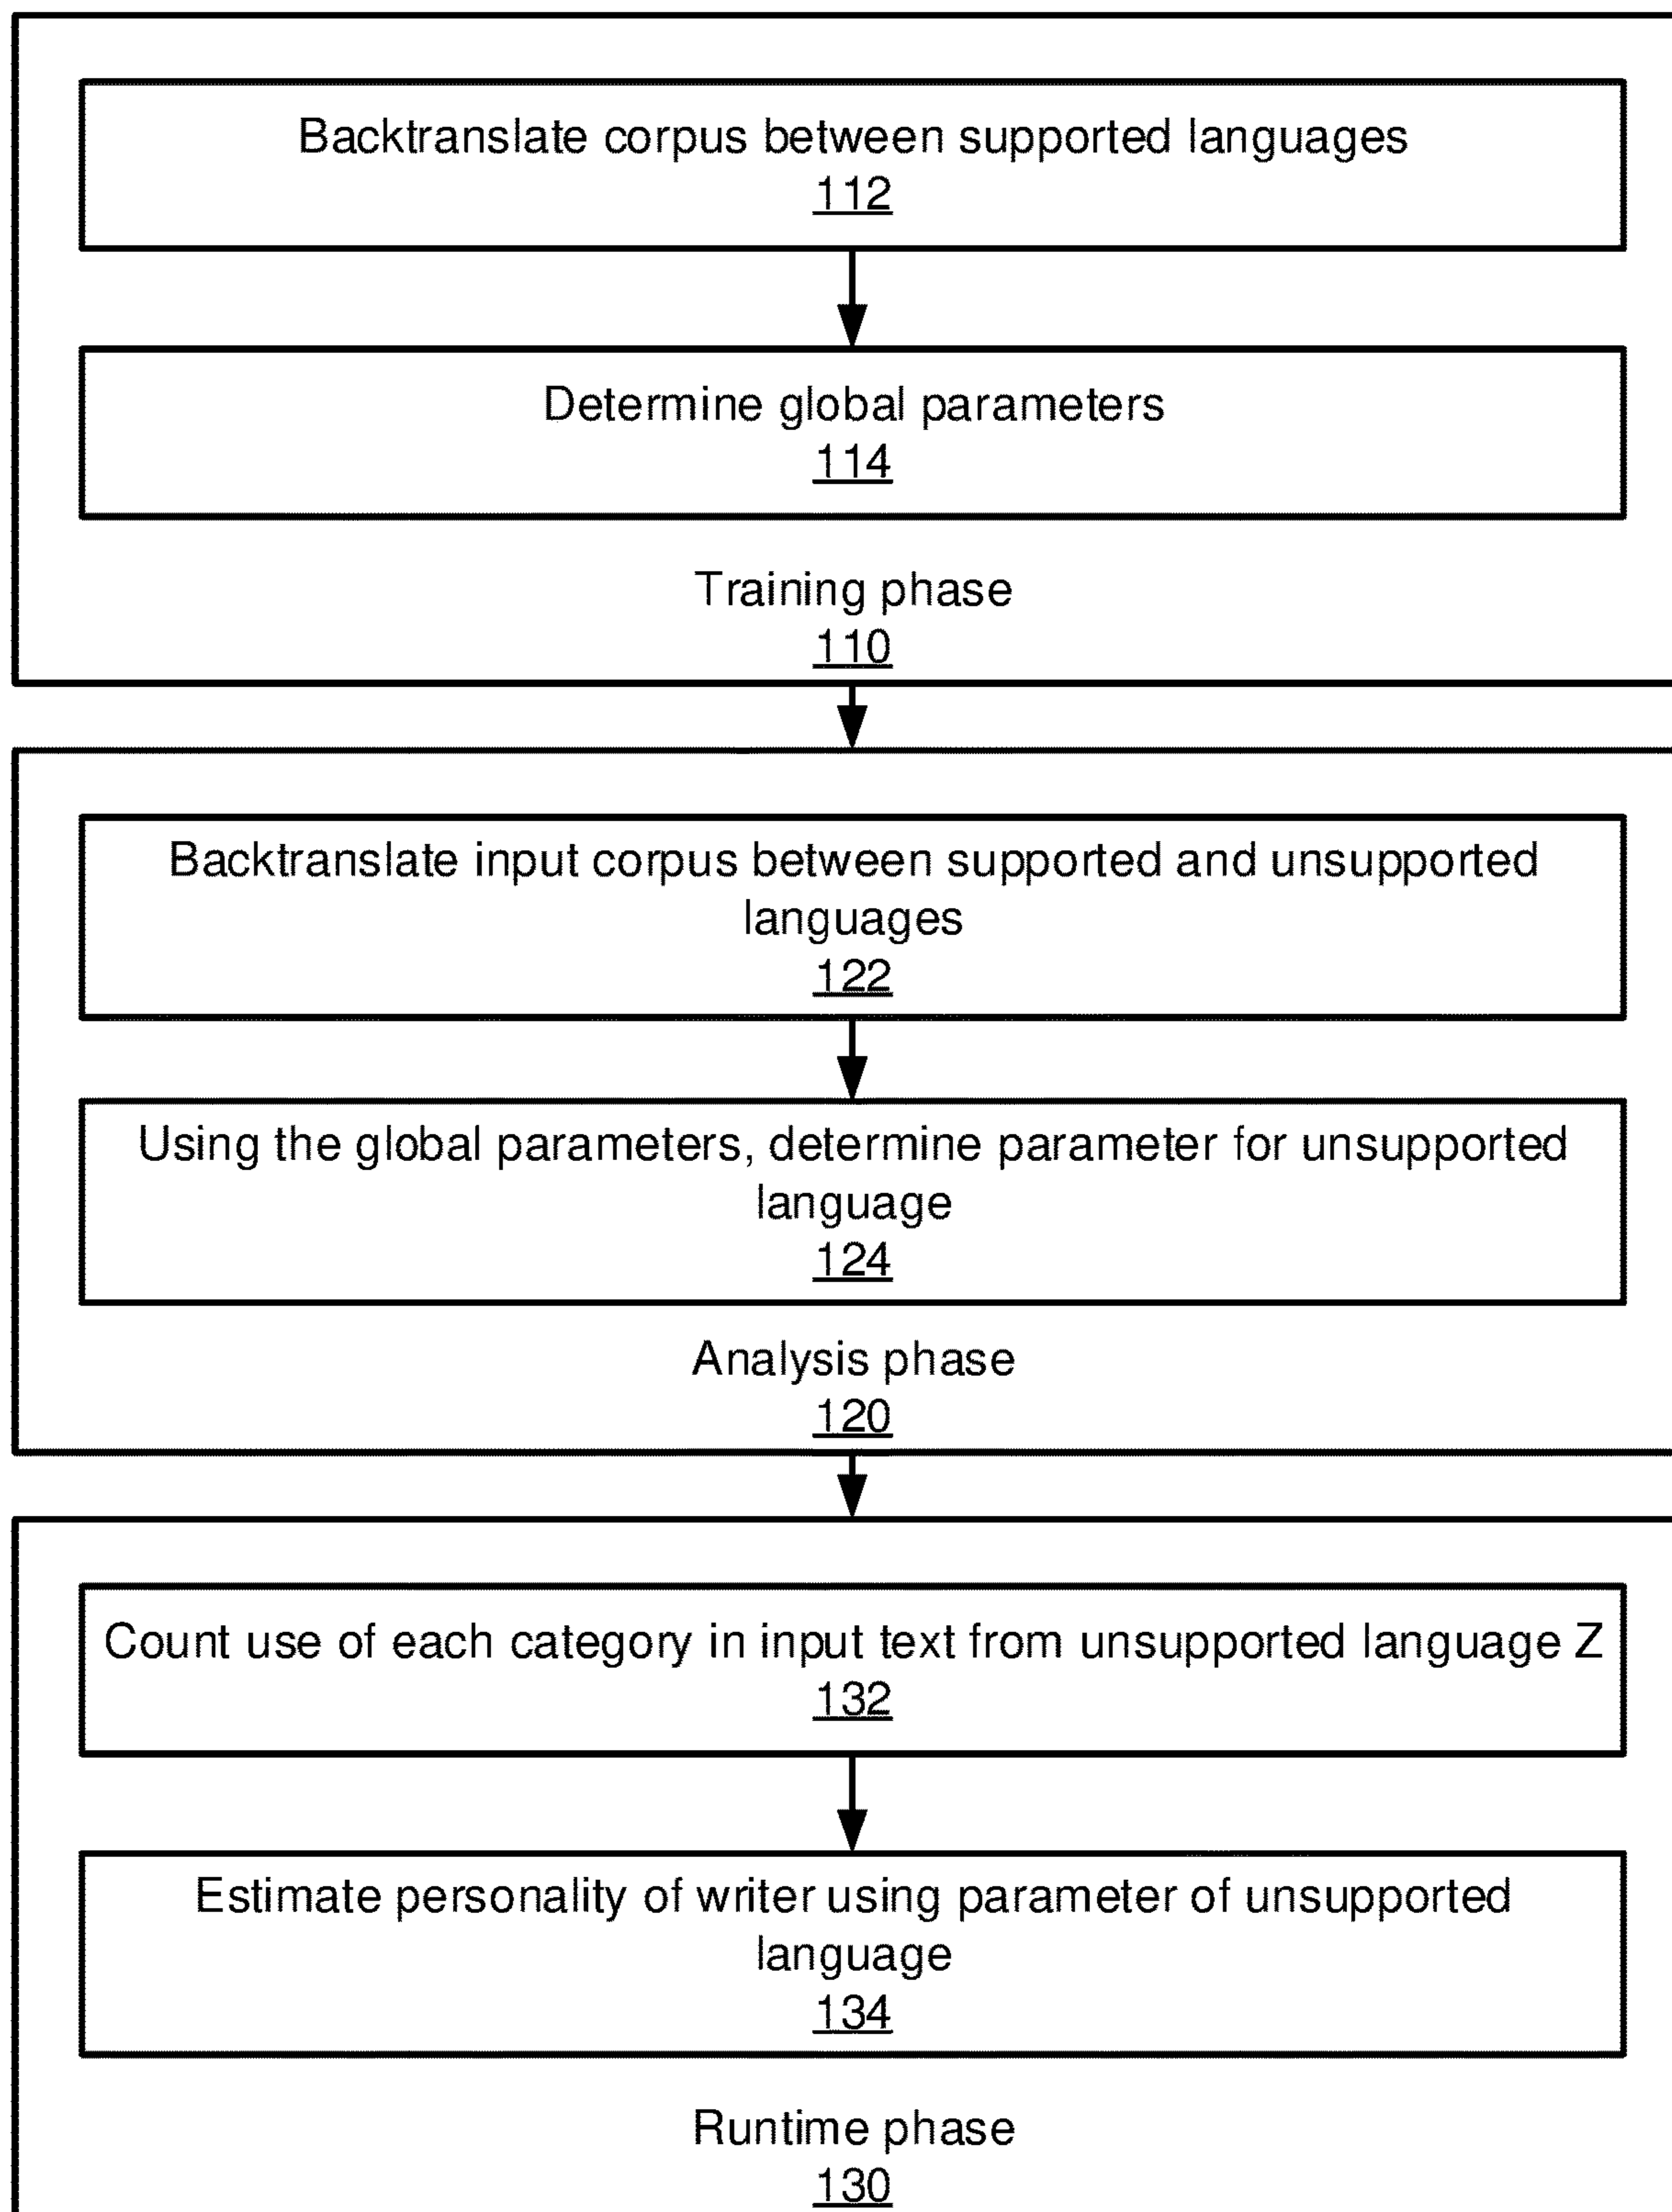 Backtranslate corpus between supported languages
112
Determine global parameters
114
Training phase
110
Backtranslate input corpus between supported and unsupported
languages
122
Using the global parameters, determine parameter for unsupported
language
124
Analysis phase
120
Count use of each category in input text from unsupported language Z
132
Estimate personality of writer using parameter of unsupported
language
134
Runtime phase
130